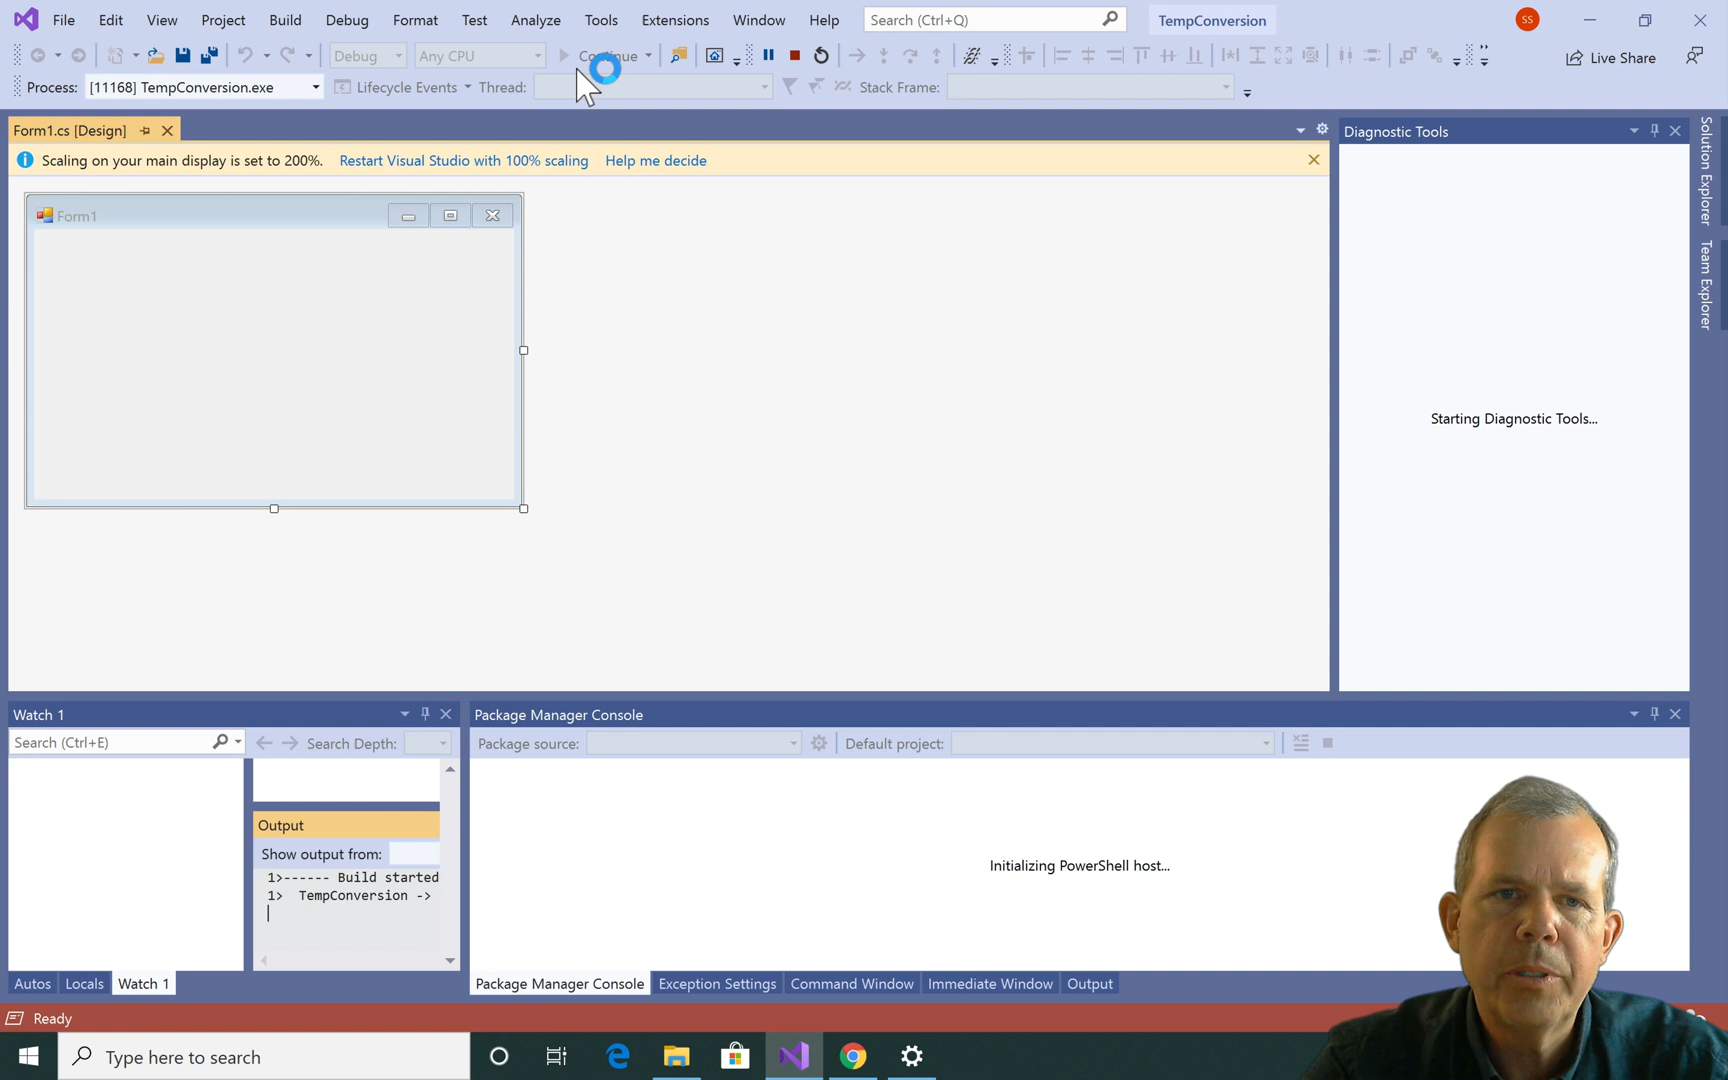 File Edit View Project Build Debug Format Test Analyze Tools Extensions Window Help Search (Ctrl+Q) TempConversion SS
Debug Any CPU Continue Live Share
Process: [11168] TempConversion.exe Lifecycle Events Thread: Stack Frame:
Form1.cs [Design]
Scaling on your main display is set to 200%. Restart Visual Studio with 100% scaling Help me decide
Form1
Diagnostic Tools
Starting Diagnostic Tools...
Solution Explorer
Team Explorer
Watch 1
Search (Ctrl+E) Search Depth:
Output
Show output from:
1>------ Build started
1> TempConversion ->
Autos Locals Watch 1
Package Manager Console
Package source: Default project:
Initializing PowerShell host...
Package Manager Console Exception Settings Command Window Immediate Window Output
Ready
Type here to search